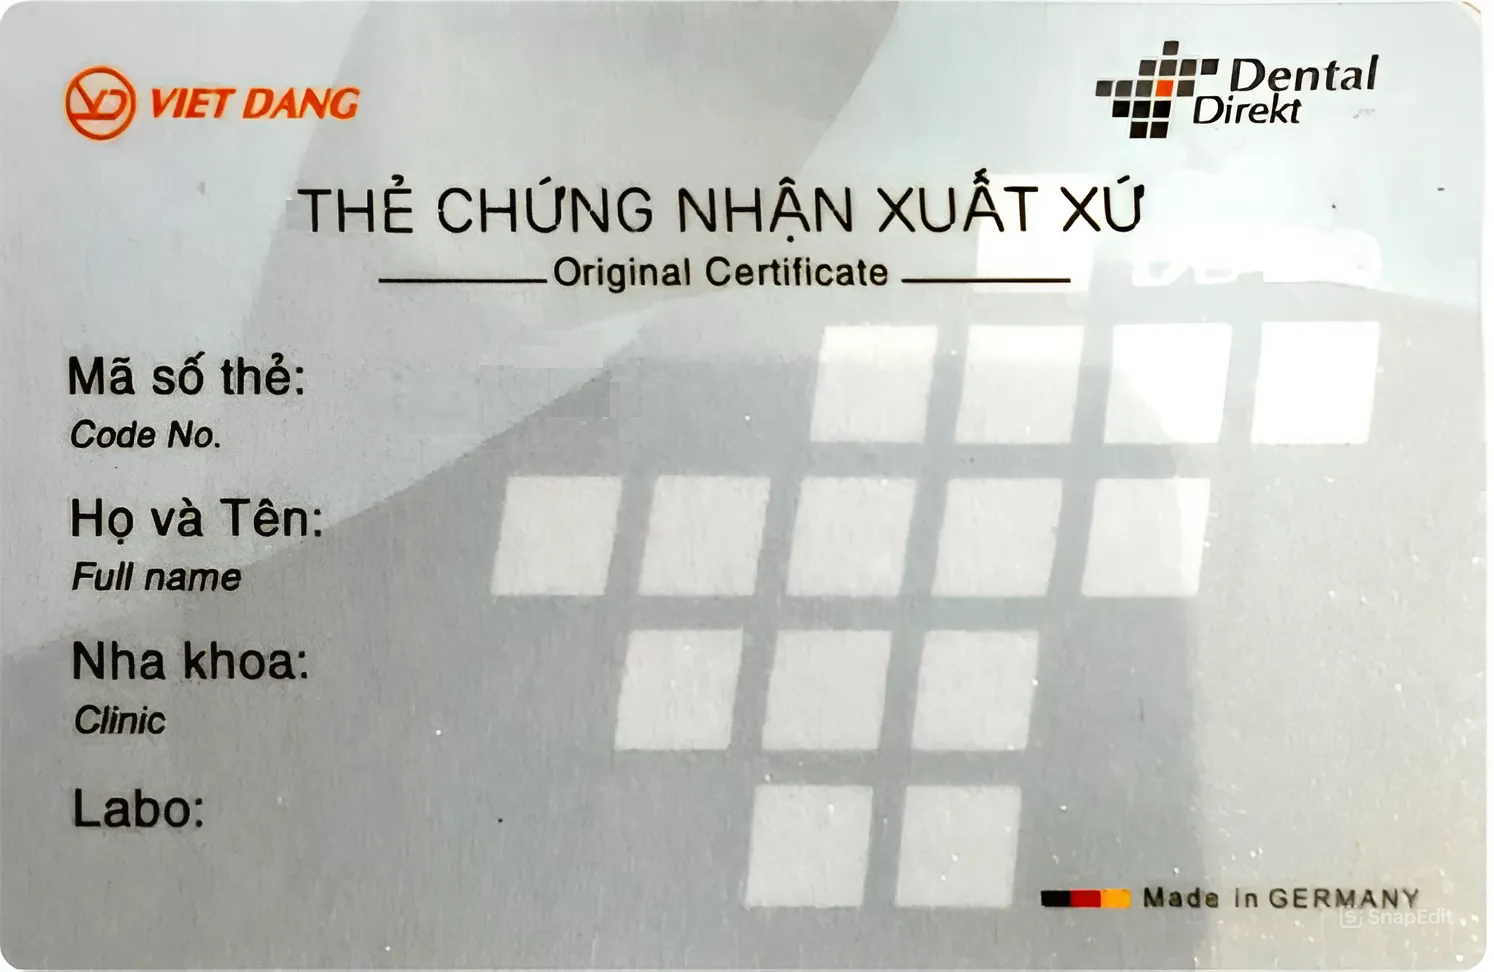 VIET DANG
Dental
Direkt
THẺ CHỨNG NHẬN XUẤT XỨ
Original Certificate
Mã số thẻ:
Code No.
Họ và Tên:
Full name
Nha khoa:
Clinic
Labo:
Made in GERMANY
SnapEdit